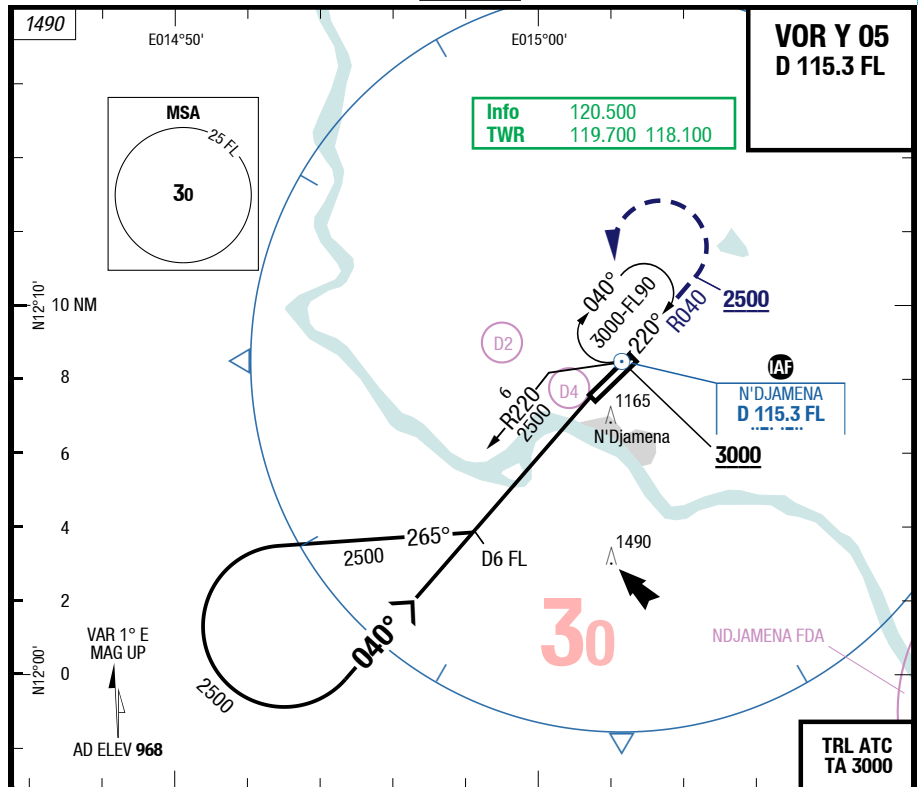 1490
E014°50'
E015°00'
VOR Y 05
D 115.3 FL
MSA
25 FL
30
Info 120.500
TWR 119.700 118.100
N12°10'
10 NM
8
6
4
2
0
N12°00'
040°
3000-FL90
220°
R040
2500
D2
D4
6
R220
2500
1165
N'Djamena
IAF
N'DJAMENA
D 115.3 FL
3000
265°
2500
D6 FL
1490
040°
2500
30
NDJAMENA FDA
VAR 1° E
MAG UP
AD ELEV 968
TRL ATC
TA 3000